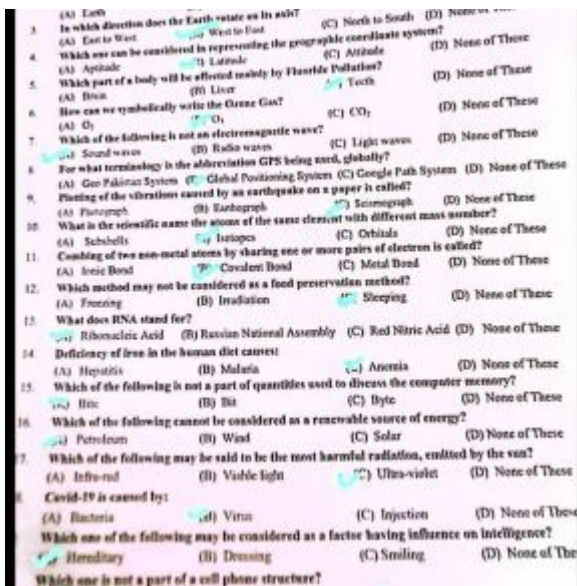 (A) Earth
3. In which direction does the Earth rotate on its axis?
(A) East to West (B) West to East (C) North to South (D) None of
4. Which one can be considered in representing the geographic coordinate system?
(A) Aptitude (B) Latitude (C) Attitude (D) None of These
5. Which part of a body will be affected mainly by Fluoride Pollution?
(A) Brain (B) Liver Teeth (D) None of These
6. How can we symbolically write the Ozone Gas?
(A) O₂ O₃ (C) CO₂ (D) None of These
7. Which of the following is not an electromagnetic wave?
(A) Sound waves (B) Radio waves (C) Light waves (D) None of These
8. For what terminology is the abbreviation GPS being used, globally?
(A) Geo Pakistan System (B) Global Positioning System (C) Google Path System (D) None of These
9. Plotting of the vibrations caused by an earthquake on a paper is called?
(A) (B) (C) Seismograph (D) None of These
10. What is the scientific name the atoms of the same element with different mass number?
(A) Subshells Isotopes (C) Orbitals (D) None of These
11. Combing of two non-metal atoms by sharing one or more pairs of electron is called?
(A) Ionic Bond (B) Covalent Bond (C) Metal Bond (D) None of These
12. Which method may not be considered as a food preservation method?
(A) Freezing (B) Irradiation Sleeping (D) None of These
13. What does RNA stand for?
(A) Ribonucleic Acid (B) Russian National Assembly (C) Red Nitric Acid (D) None of These
14. Deficiency of iron in the human diet causes:
(A) Hepatitis (B) Malaria (C) Anemia (D) None of These
15. Which of the following is not a part of quantities used to discuss the computer memory?
(B) Bit (C) Byte (D) None of These
16. Which of the following cannot be considered as a renewable source of energy?
(A) Petroleum (B) Wind (C) Solar (D) None of These
17. Which of the following may be said to be the most harmful radiation, emitted by the sun?
(A) Infra-red (B) Visible light (C) Ultra-violet (D) None of These
Covid-19 is caused by:
(A) Bacteria (B) Virus (C) Injection (D) None of These
Which one of the following may be considered as a factor having influence on Intelligence?
Hereditary (B) Dressing (C) Smiling (D) None of The
Which one is not a part of a cell phone structure?